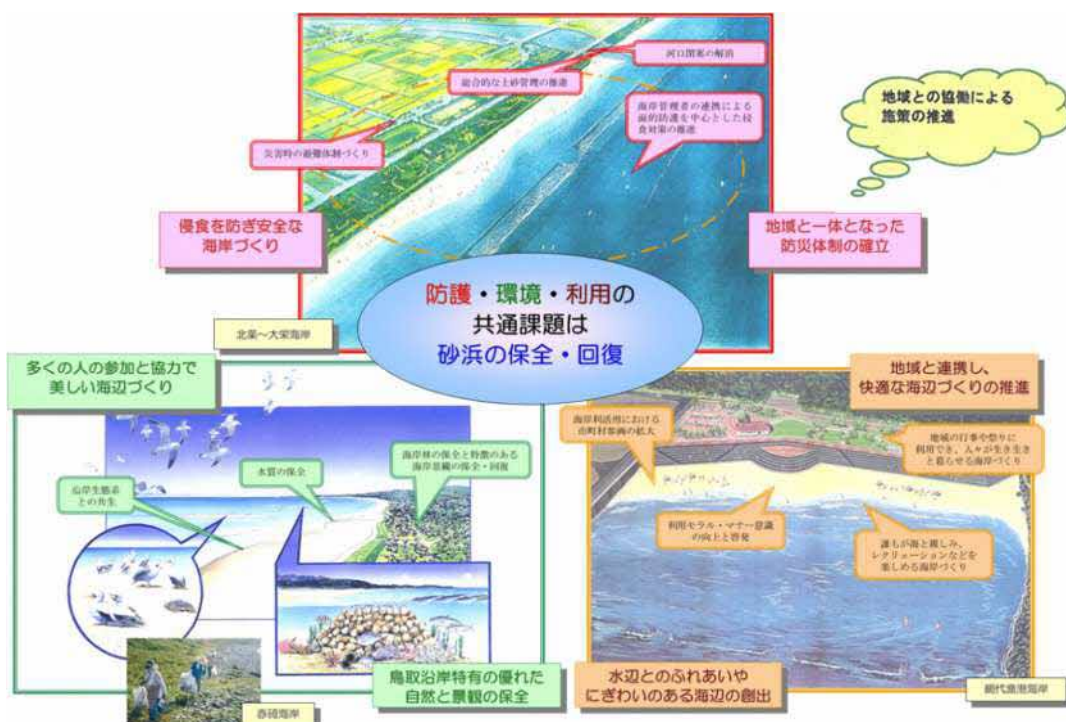 河口閉塞の解消
総合的な土砂管理の推進
海岸管理者の連携による
面的防護を中心とした侵
食対策の推進
災害時の避難体制づくり
地域との協働による
施策の推進
侵食を防ぎ安全な
海岸づくり
地域と一体となった
防災体制の確立
防護・環境・利用の
共通課題は
砂浜の保全・回復
北条~大栄海岸
多くの人の参加と協力で
美しい海辺づくり
地域と連携し、
快適な海辺づくりの推進
海岸林の保全と特徴のある
海岸景観の保全・回復
水質の保全
沿岸生態系
との共生
海岸利活用における
市町村参画の拡大
地域の行事や祭りに
利用でき、人々が生き生き
と暮らせる海岸づくり
利用モラル・マナー意識
の向上と啓発
誰もが海と親しみ、
レクリェーションなどを
楽しめる海岸づくり
鳥取沿岸特有の優れた
自然と景観の保全
水辺とのふれあいや
にぎわいのある海辺の創出
赤碕海岸
網代漁港海岸